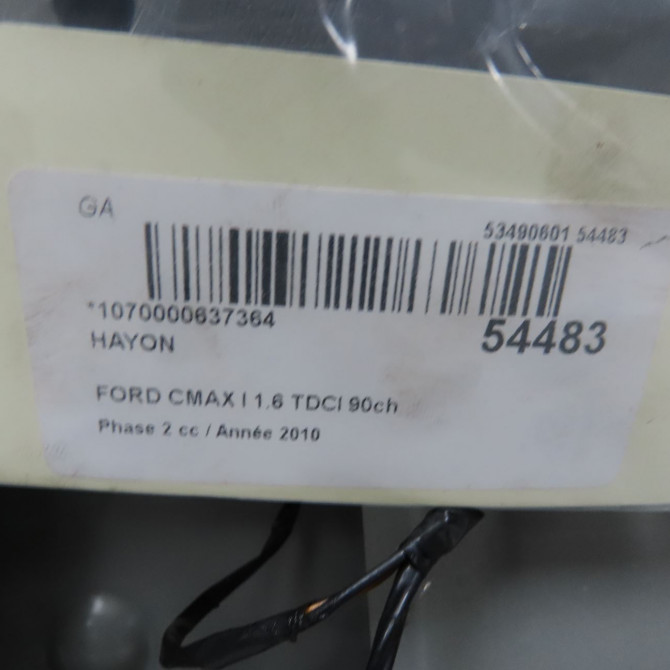 GA
53490601 54483
*1070000637364
54483
HAYON
FORD CMAX I 1.6 TDCI 90ch
Phase 2 cc / Année 2010